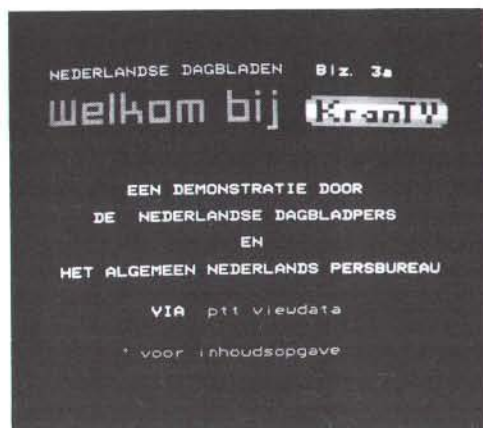 NEDERLANDSE DAGBLADEN Blz. 3a
welkom bij KranTV
EEN DEMONSTRATIE DOOR
DE NEDERLANDSE DAGBLADPERS
EN
HET ALGEMEEN NEDERLANDS PERSBUREAU
VIA ptt viewdata
* voor inhoudsopgave